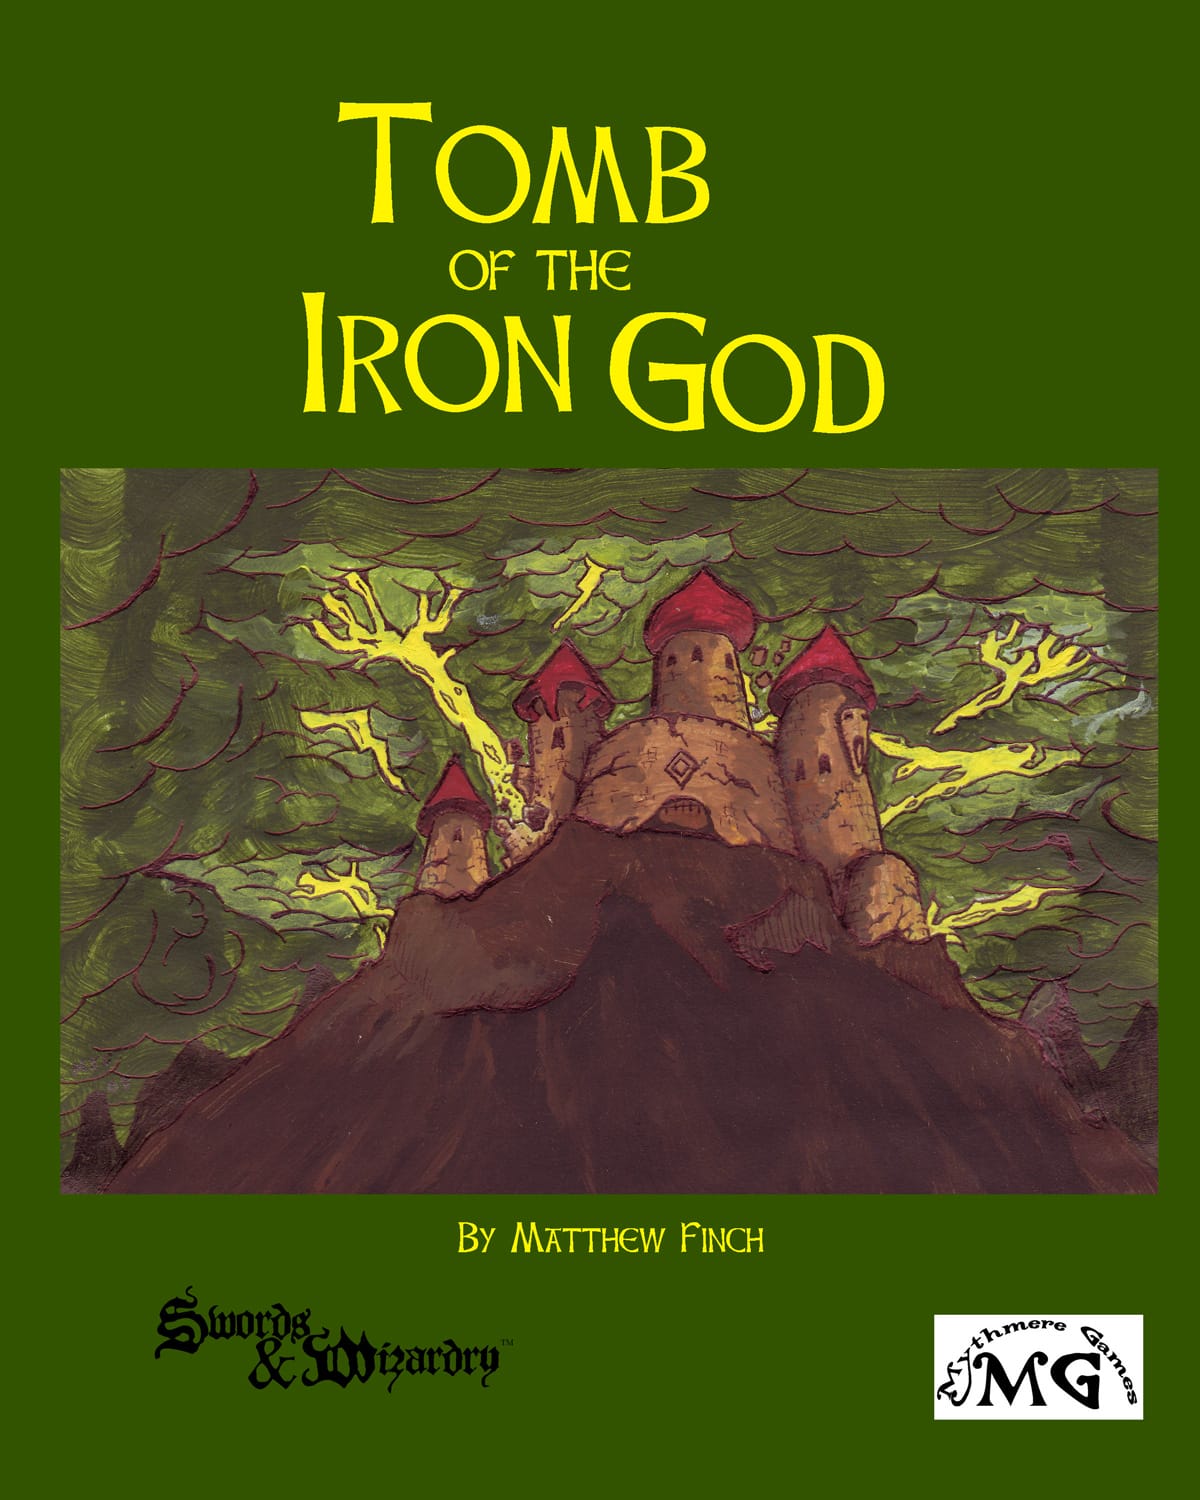 Tomb
of the
Iron God
By Matthew Finch
Swords
& Wizardry™
Mythmere Games
MG